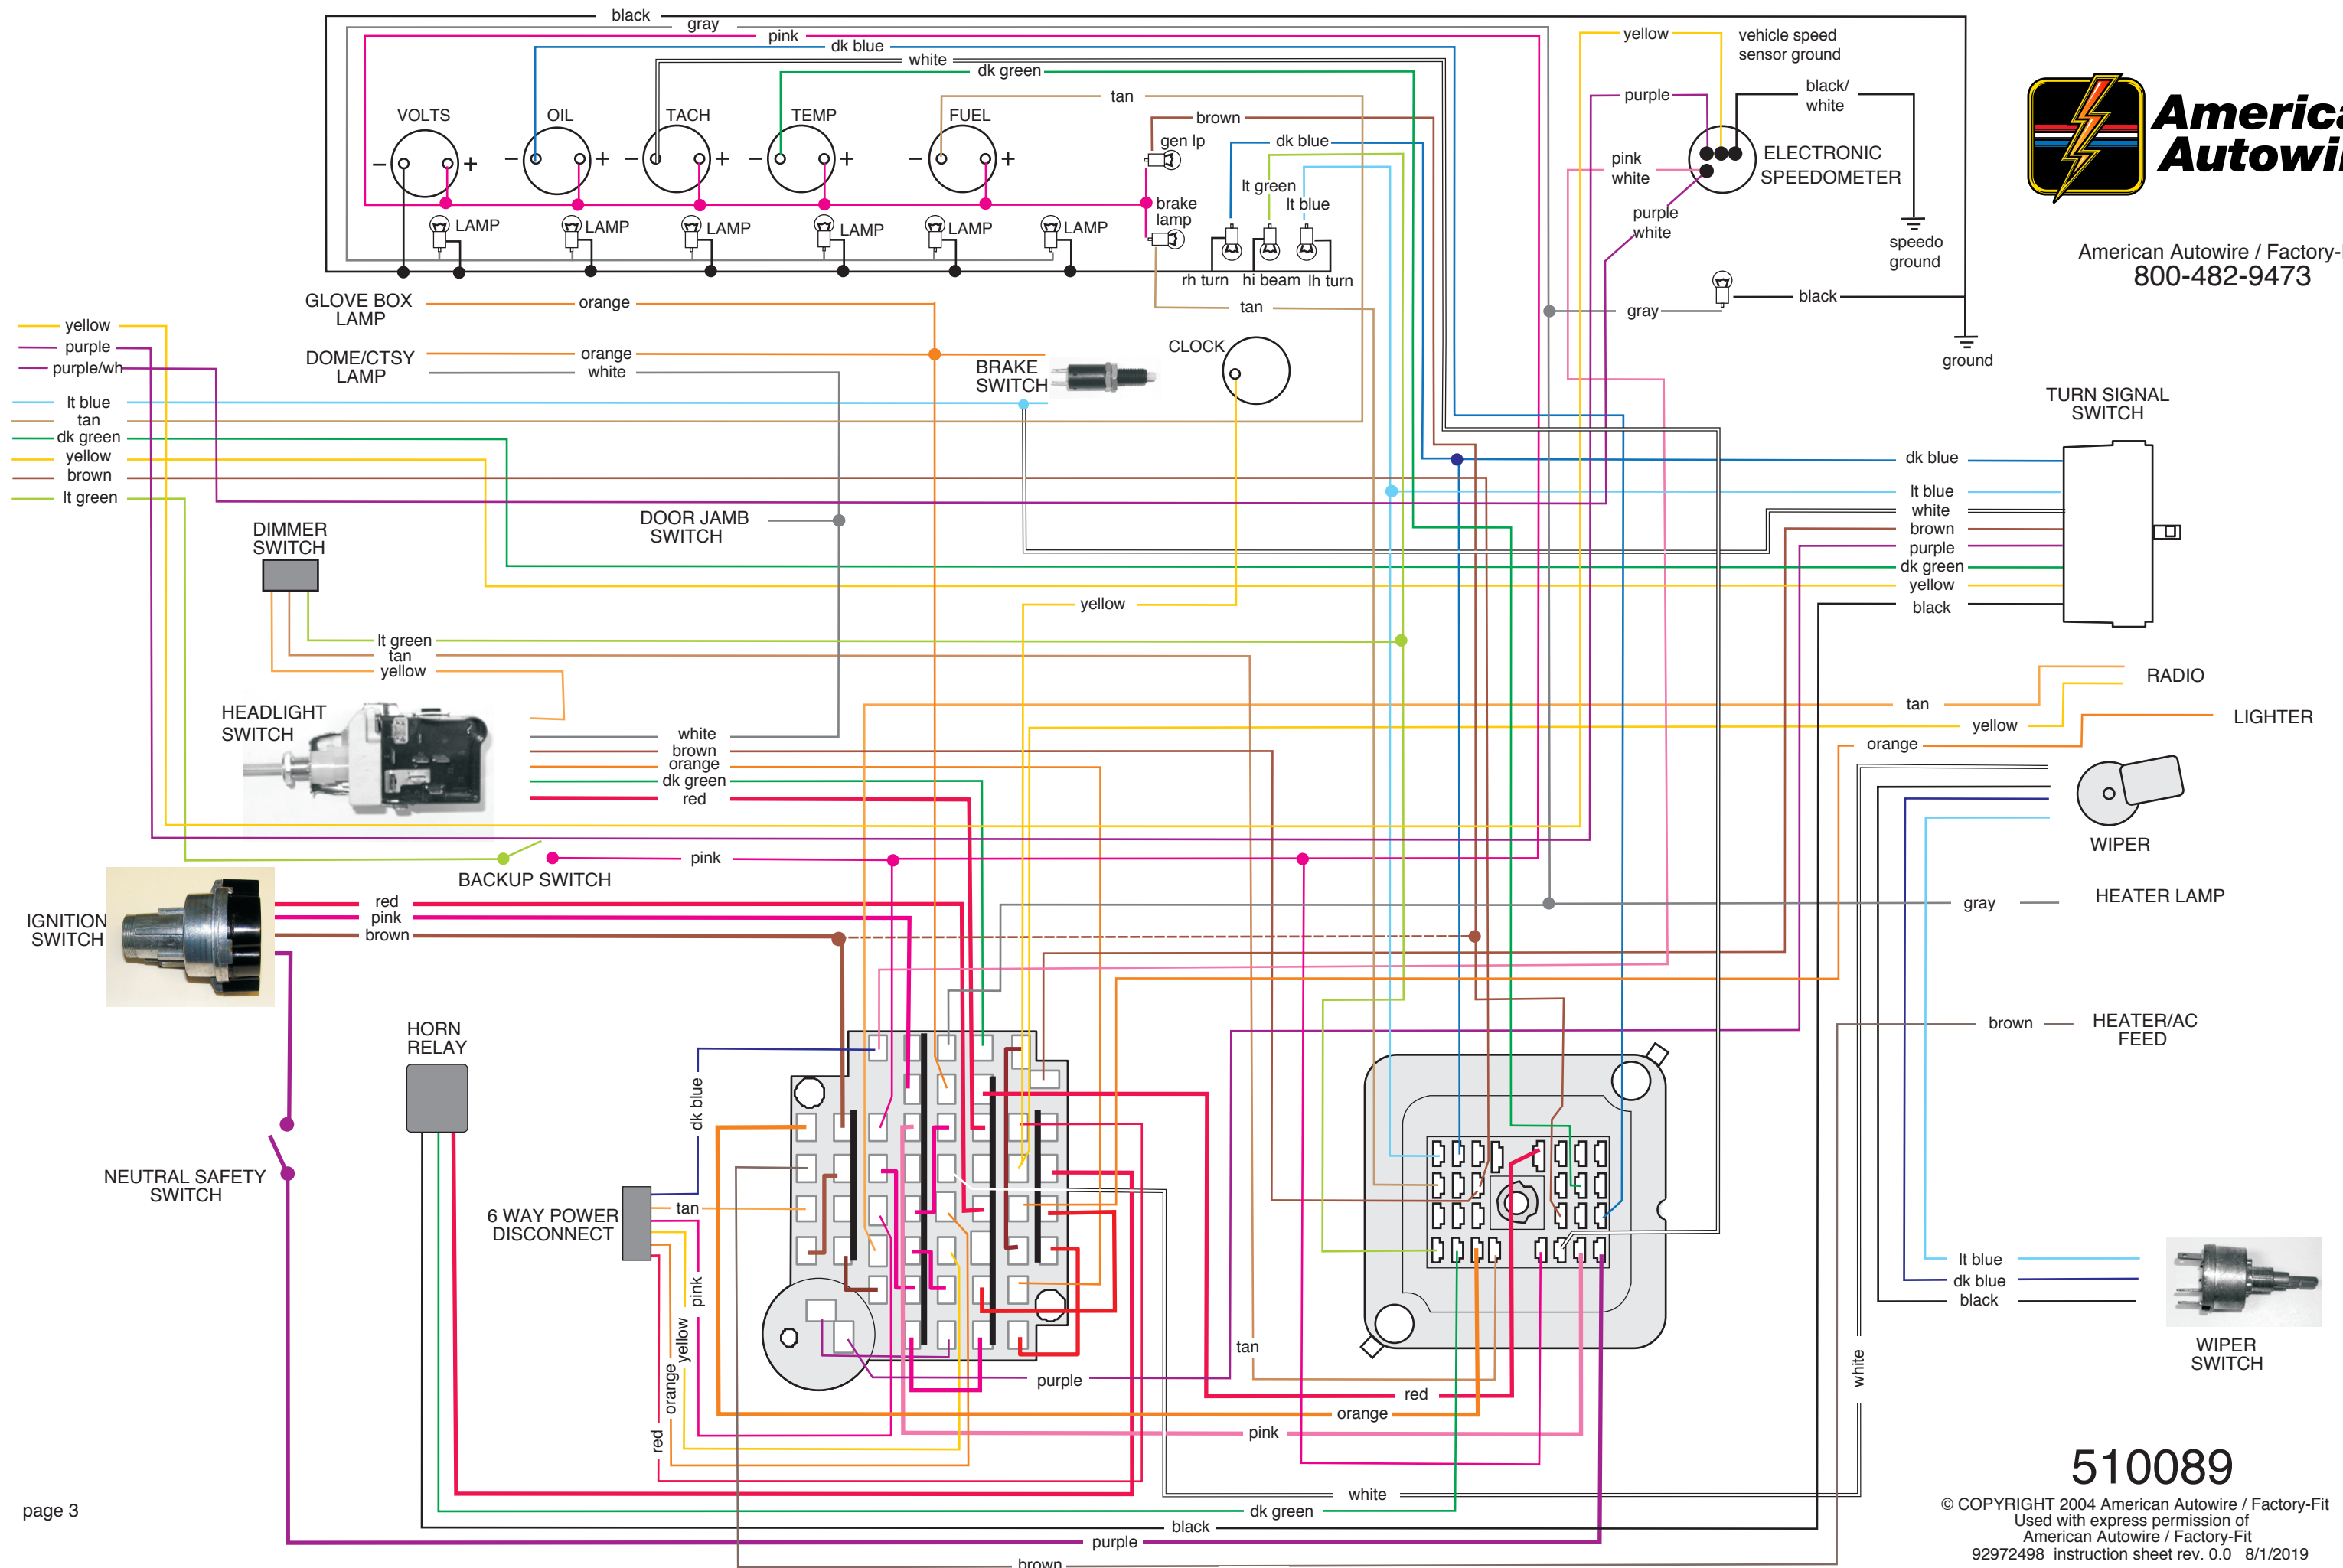 black
gray
pink
dk blue
white
dk green
tan
brown
gen lp
dk blue
lt green
lt blue
VOLTS
OIL
TACH
TEMP
FUEL
− +
− +
− +
− +
− +
LAMP
LAMP
LAMP
LAMP
LAMP
LAMP
brake
lamp
rh turn
hi beam
lh turn
tan
yellow
vehicle speed
sensor ground
purple
black/
white
pink
white
purple
white
ELECTRONIC
SPEEDOMETER
speedo
ground
gray
black
ground
America
Autowir
American Autowire / Factory-F
800-482-9473
GLOVE BOX
LAMP
orange
DOME/CTSY
LAMP
orange
white
BRAKE
SWITCH
CLOCK
yellow
purple
purple/wh
lt blue
tan
dk green
yellow
brown
lt green
DIMMER
SWITCH
DOOR JAMB
SWITCH
TURN SIGNAL
SWITCH
dk blue
lt blue
white
brown
purple
dk green
yellow
black
yellow
lt green
tan
yellow
HEADLIGHT
SWITCH
white
brown
orange
dk green
red
tan
RADIO
yellow
LIGHTER
orange
WIPER
pink
BACKUP SWITCH
IGNITION
SWITCH
red
pink
brown
gray
HEATER LAMP
brown
HEATER/AC
FEED
HORN
RELAY
NEUTRAL SAFETY
SWITCH
6 WAY POWER
DISCONNECT
dk blue
tan
pink
yellow
orange
red
purple
tan
red
orange
pink
white
dk green
black
purple
brown
white
lt blue
dk blue
black
WIPER
SWITCH
510089
© COPYRIGHT 2004 American Autowire / Factory-Fit
Used with express permission of
American Autowire / Factory-Fit
92972498 instruction sheet rev. 0.0 8/1/2019
page 3